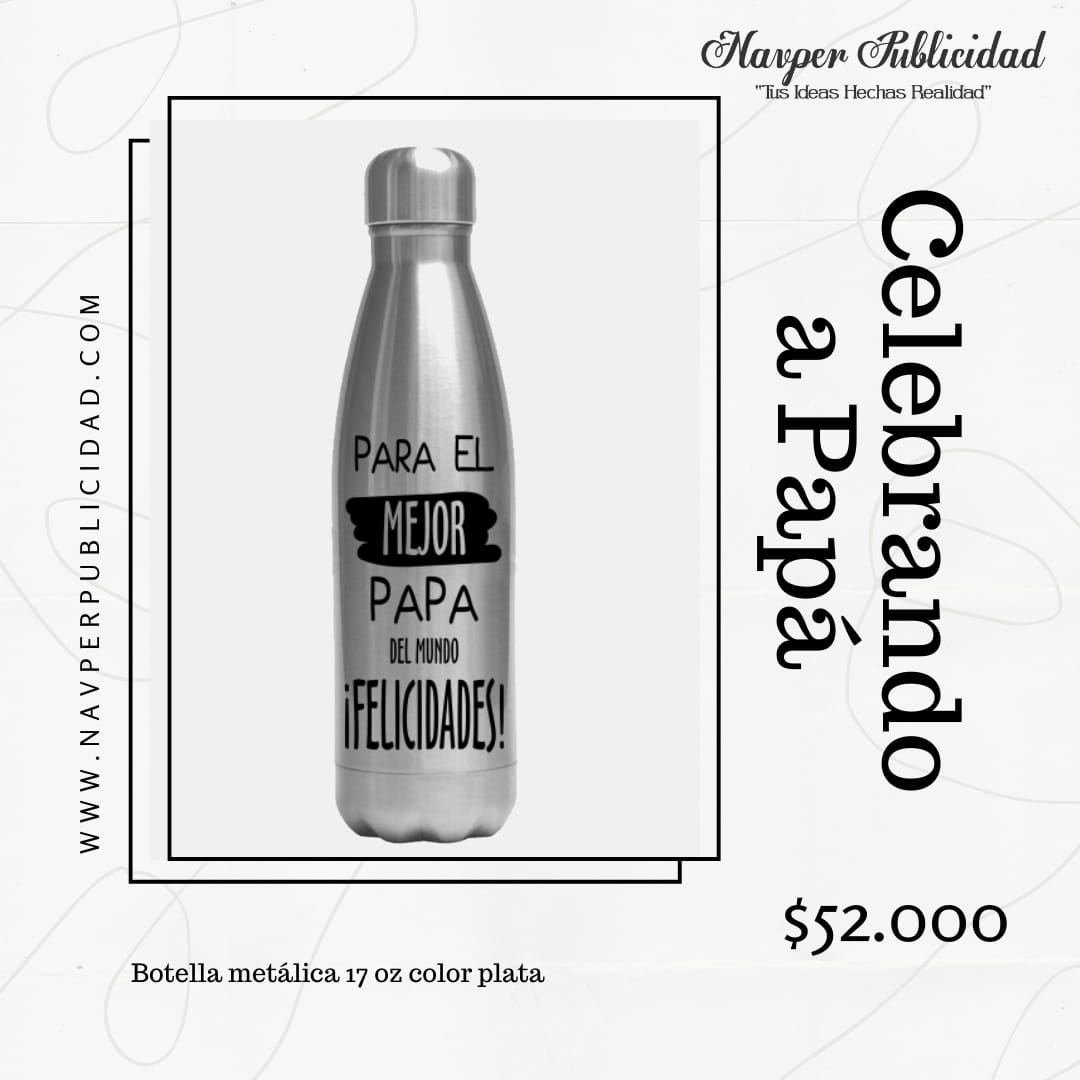 Navper Publicidad
"Tus Ideas Hechas Realidad"
Celebrando
a Papá
WWW.NAVPERPUBLICIDAD.COM
PARA EL
MEJOR
PAPA
DEL MUNDO
¡FELICIDADES!
$52.000
Botella metálica 17 oz color plata